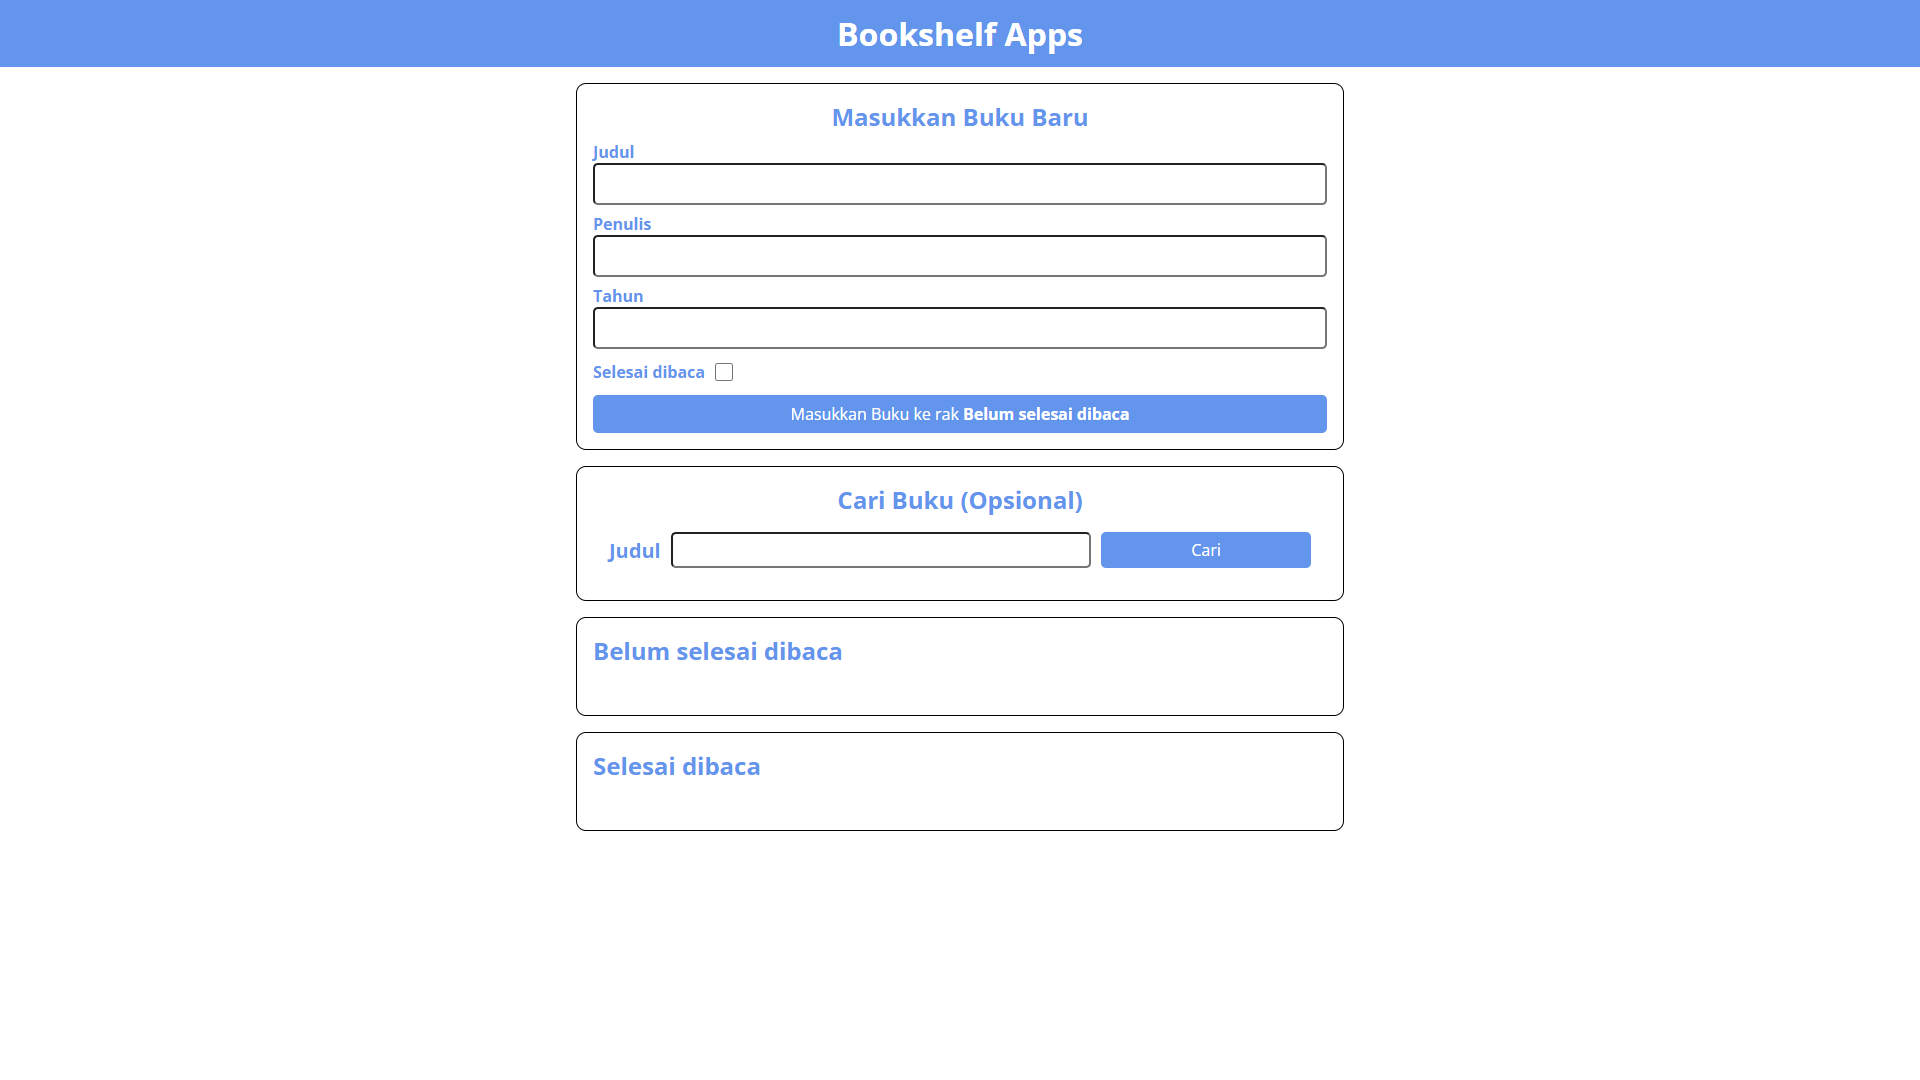 Bookshelf Apps
Masukkan Buku Baru
Judul
Penulis
Tahun
Selesai dibaca
Masukkan Buku ke rak Belum selesai dibaca
Cari Buku (Opsional)
Judul
Cari
Belum selesai dibaca
Selesai dibaca